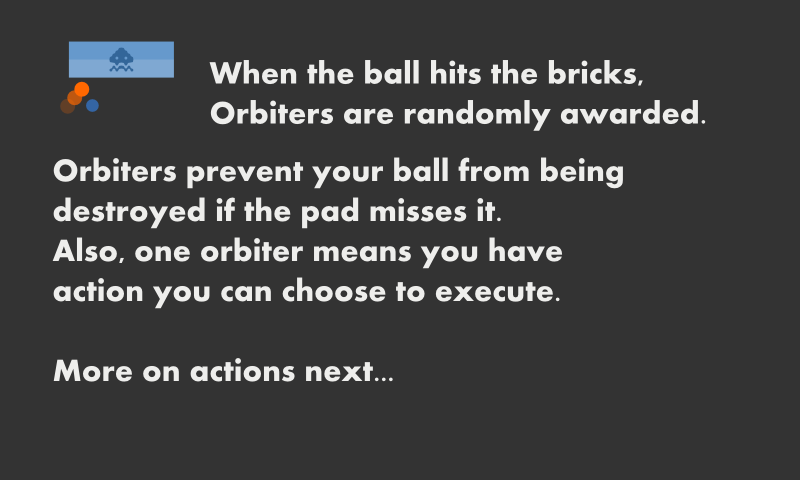 When the ball hits the bricks,
Orbiters are randomly awarded.
Orbiters prevent your ball from being
destroyed if the pad misses it.
Also, one orbiter means you have
action you can choose to execute.
More on actions next...